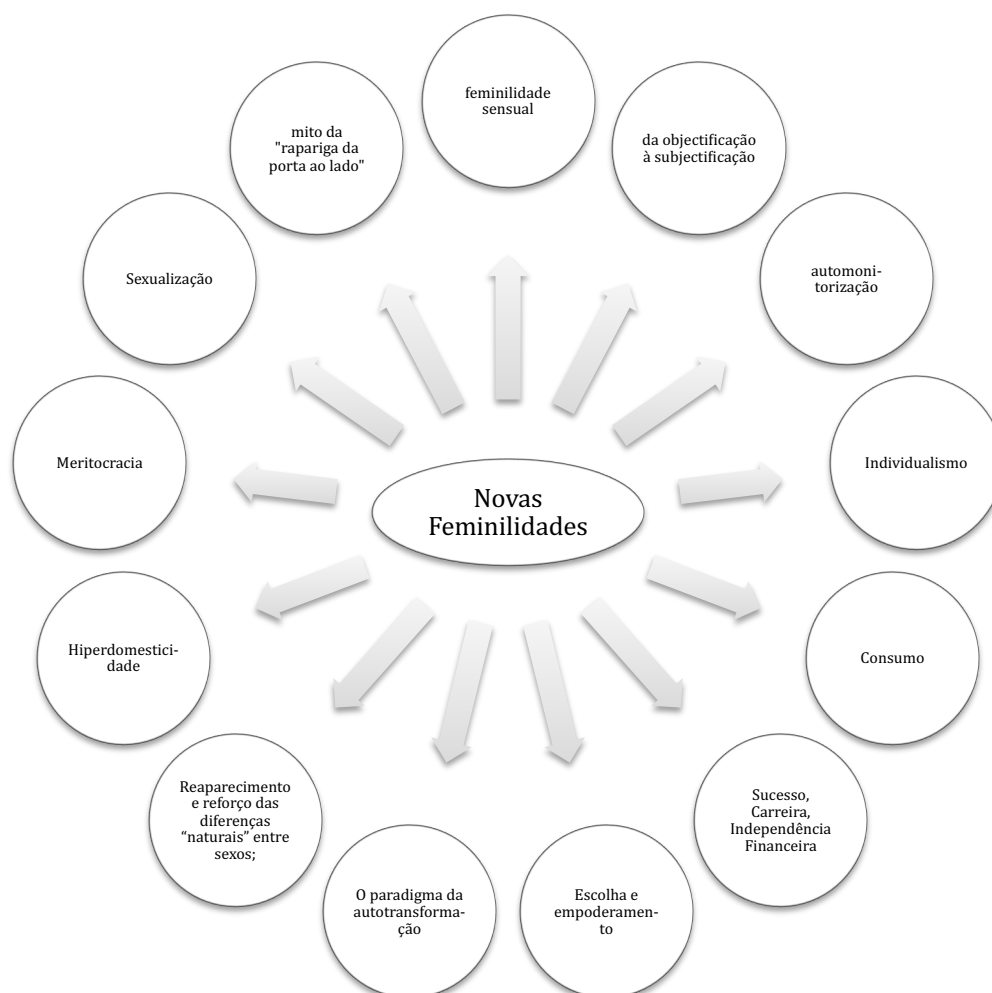 feminilidade
sensual
da objectificação
à subjectificação
automoni-
torização
Individualismo
Consumo
Sucesso,
Carreira,
Independência
Financeira
Escolha e
empoderamen-
to
O paradigma da
autotransforma-
ção
Reaparecimento
e reforço das
diferenças
“naturais” entre
sexos;
Hiperdomestici-
dade
Meritocracia
Sexualização
mito da
"rapariga da
porta ao lado"
Novas
Feminilidades